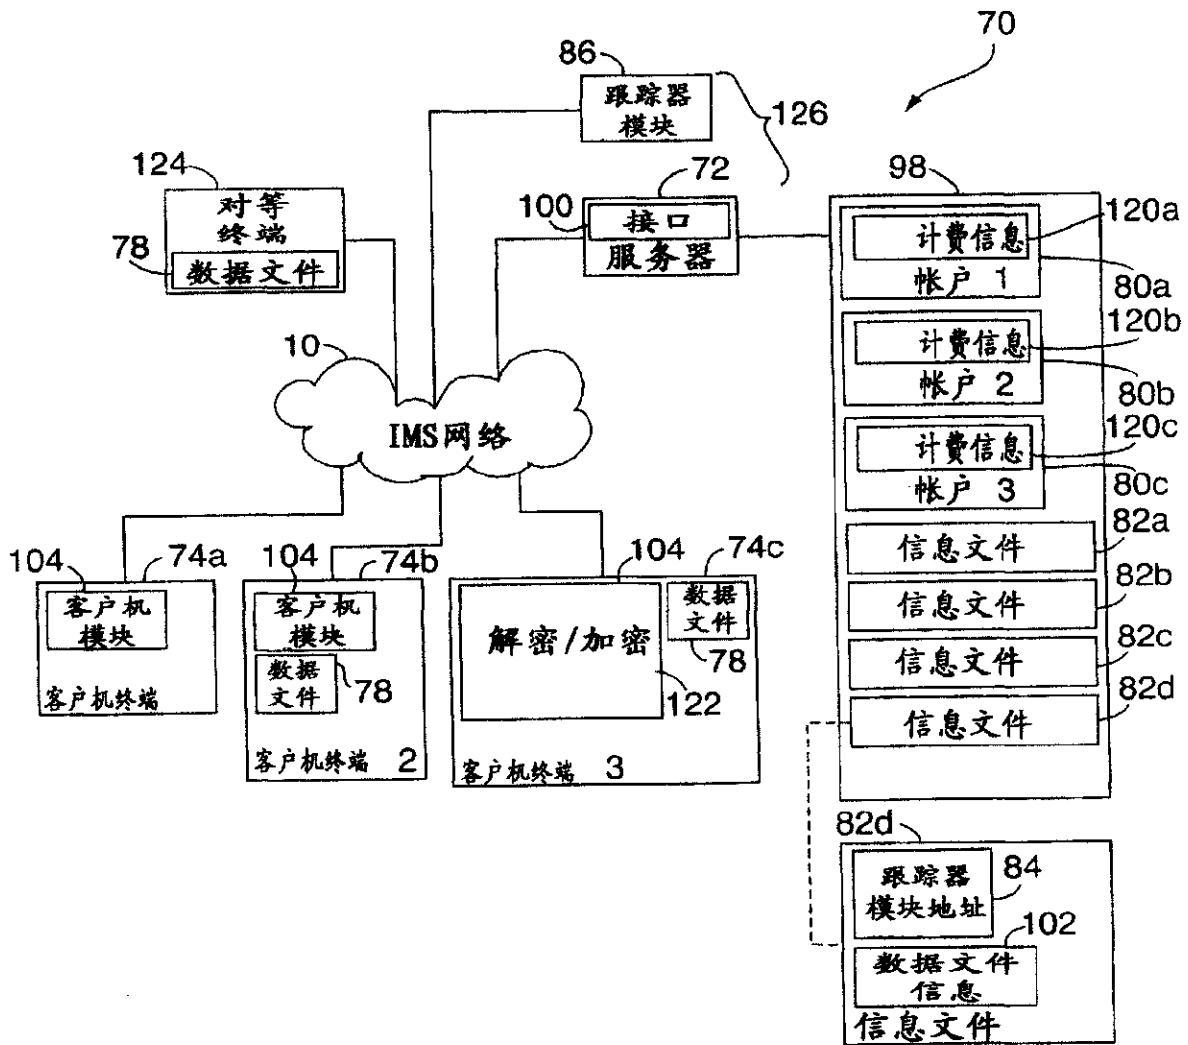 70
86
跟踪器
模块
126
124
对等
终端
78
数据文件
72
100
接口
服务器
98
计费信息
120a
帐户 1
80a
120b
计费信息
帐户 2
80b
120c
计费信息
帐户 3
80c
10
IMS网络
82a
信息文件
82b
信息文件
82c
信息文件
82d
信息文件
104
74a
客户机
模块
客户机终端
104
74b
客户机
模块
数据
文件
78
客户机终端 2
104
74c
解密/加密
数据
文件
78
122
客户机终端 3
82d
跟踪器
模块地址
84
102
数据文件
信息
信息文件